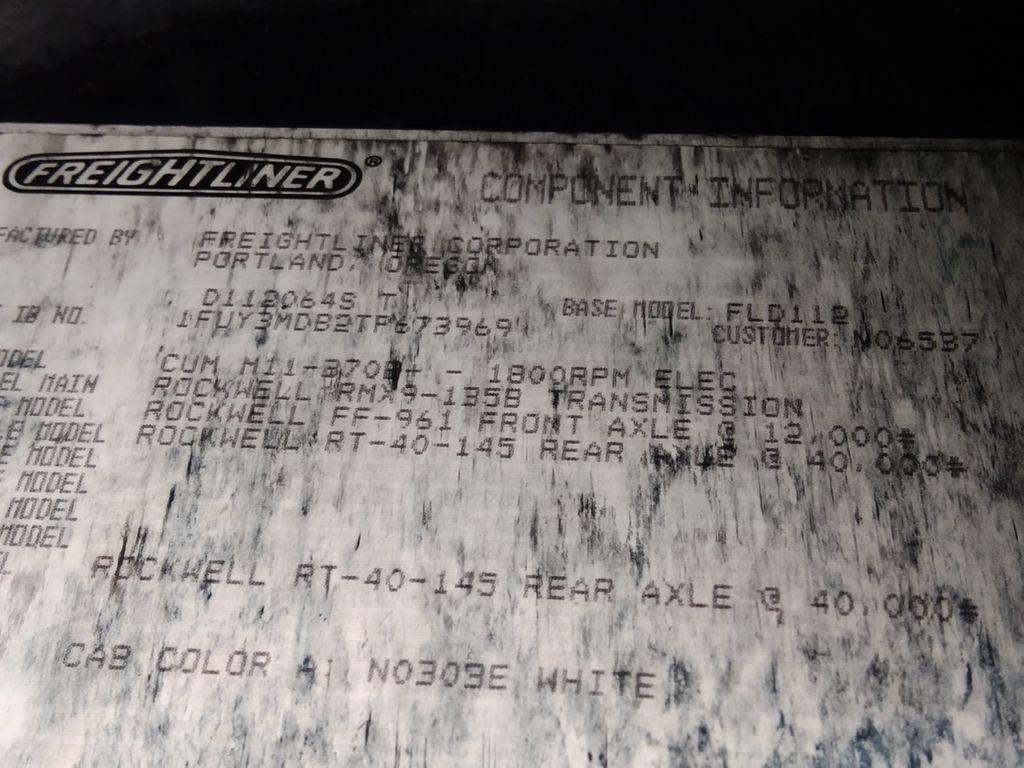 FREIGHTLINER®
COMPONENT INFORMATION
FACTURED BY FREIGHTLINER CORPORATION
PORTLAND, OREGON
D112064S T
BASE MODEL: FLD112
ID NO. 1FUY3MDB2TP673969
CUSTOMER: N06537
ODEL CUM M11-370E+ - 1800RPM ELEC
EL MAIN ROCKWELL RMX9-135B TRANSMISSION
MODEL ROCKWELL FF-961 FRONT AXLE @ 12,000#
MODEL ROCKWELL RT-40-145 REAR AXLE @ 40,000#
MODEL
MODEL
MODEL
MODEL
L ROCKWELL RT-40-145 REAR AXLE @ 40,000#
CAB COLOR A: N0303E WHITE